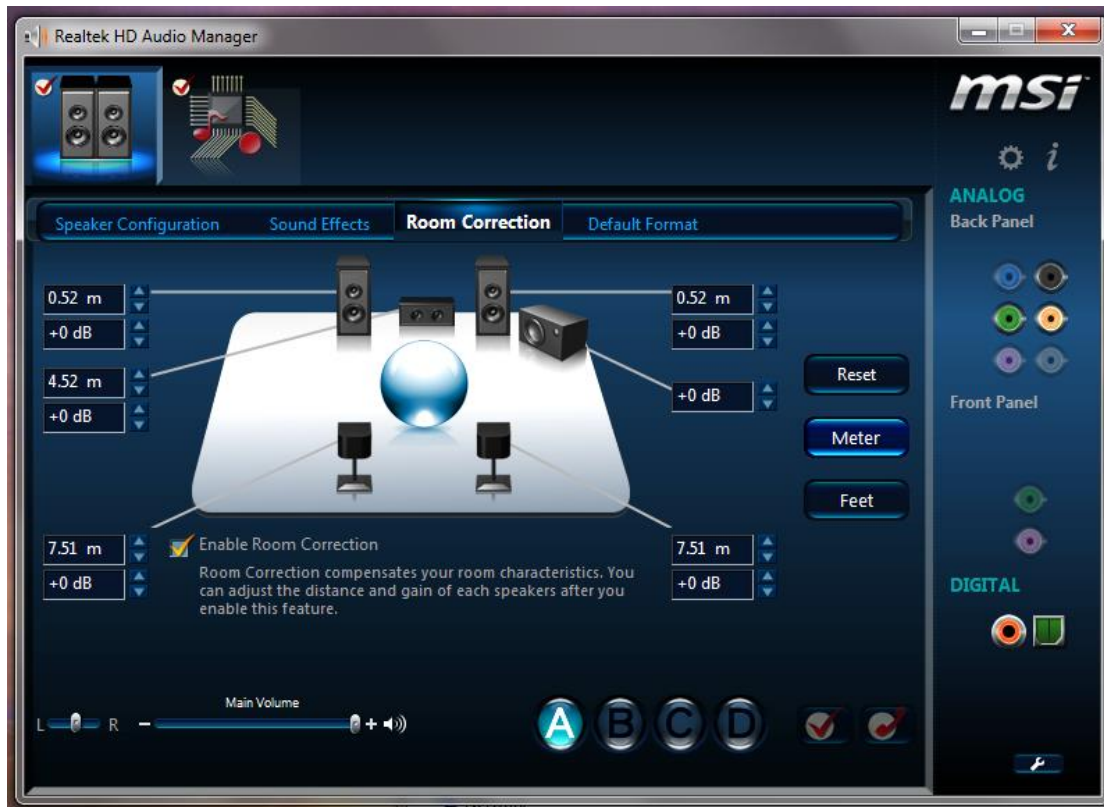 Realtek HD Audio Manager
msi
ANALOG
Back Panel
Speaker Configuration
Sound Effects
Room Correction
Default Format
0.52 m
+0 dB
0.52 m
+0 dB
4.52 m
+0 dB
+0 dB
Reset
Meter
Feet
Front Panel
7.51 m
+0 dB
Enable Room Correction
Room Correction compensates your room characteristics. You
can adjust the distance and gain of each speakers after you
enable this feature.
7.51 m
+0 dB
DIGITAL
Main Volume
L
R
A
B
C
D